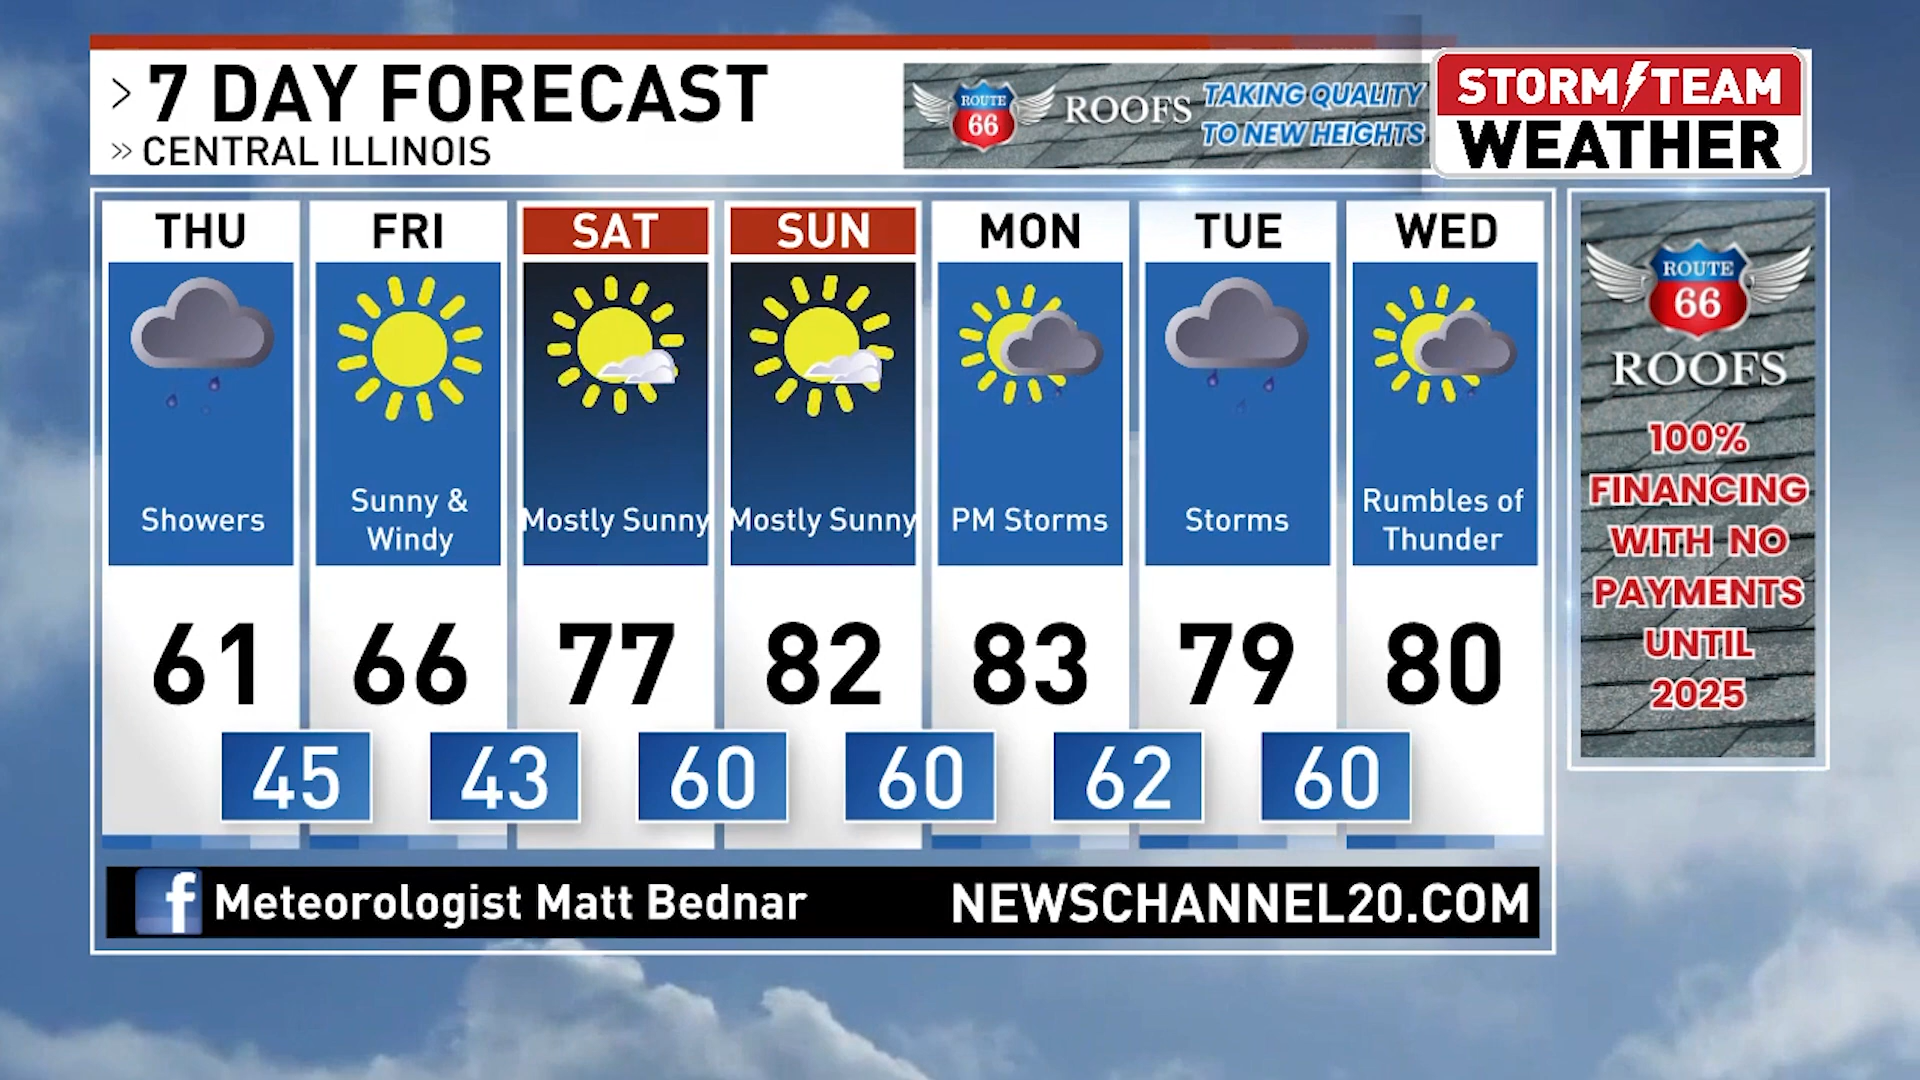 > 7 DAY FORECAST
>> CENTRAL ILLINOIS
ROUTE
66
ROOFS
TAKING QUALITY
TO NEW HEIGHTS
STORM TEAM
WEATHER
THU FRI SAT SUN MON TUE WED
Showers
Sunny &
Windy
Mostly Sunny
Mostly Sunny
PM Storms
Storms
Rumbles of
Thunder
61 66 77 82 83 79 80
45 43 60 60 62 60
f Meteorologist Matt Bednar
NEWSCHANNEL20.COM
ROUTE
66
ROOFS
100%
FINANCING
WITH NO
PAYMENTS
UNTIL
2025